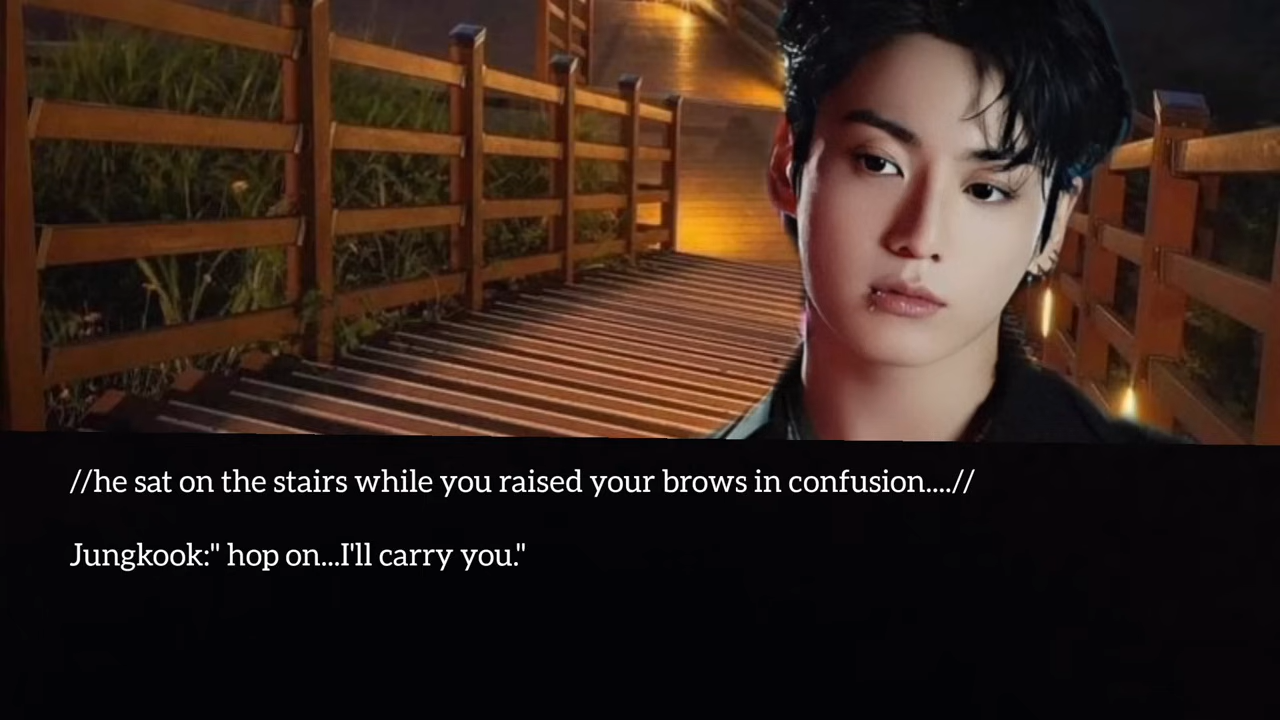 //he sat on the stairs while you raised your brows in confusion....//
Jungkook:" hop on...I'll carry you."